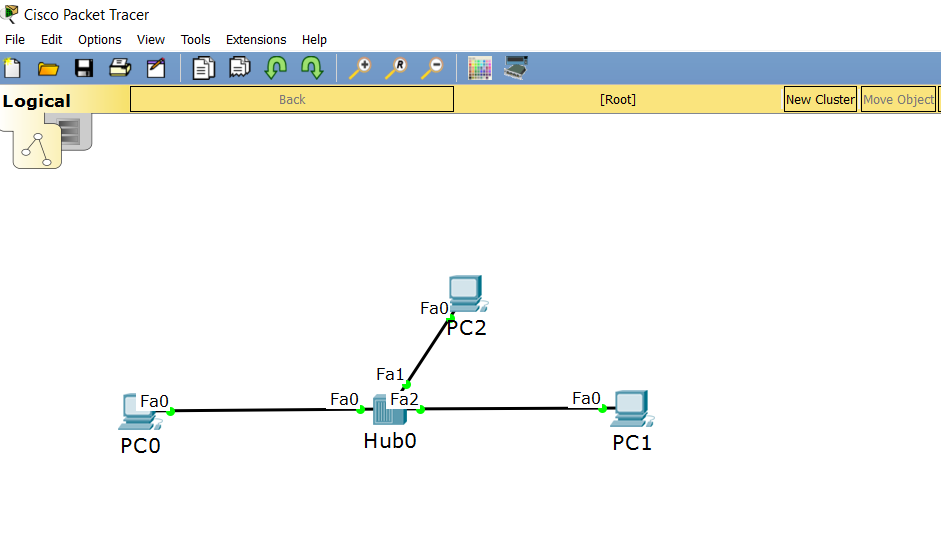 Cisco Packet Tracer
File Edit Options View Tools Extensions Help
R
Logical Back [Root] New Cluster Move Object
Fa0
PC2
Fa1
Fa0 Fa0 Fa2 Fa0
PC0 Hub0 PC1